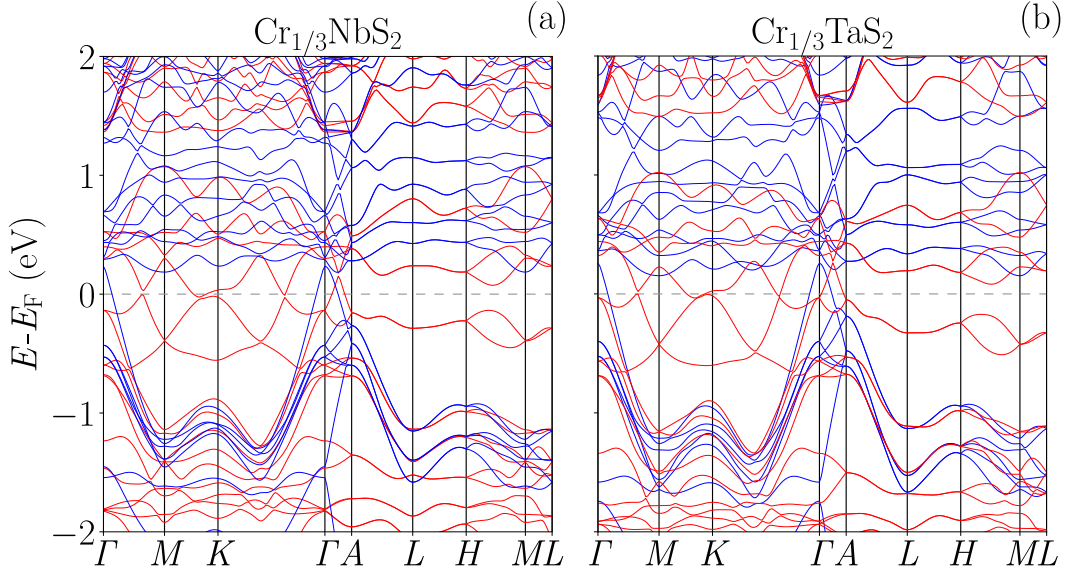 (a)
(b)
Cr1/3NbS2
Cr1/3TaS2
E-EF (eV)
2
1
0
−1
−2
Γ M K Γ A L H M L
Γ M K Γ A L H M L